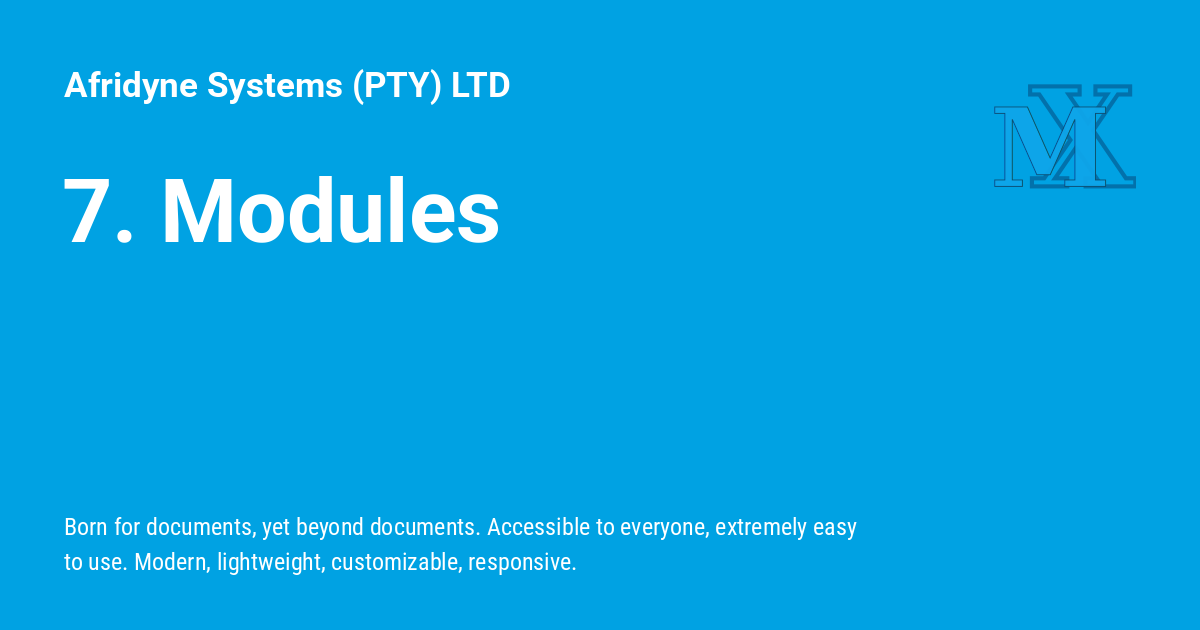 Afridyne Systems (PTY) LTD
MX
7. Modules
Born for documents, yet beyond documents. Accessible to everyone, extremely easy
to use. Modern, lightweight, customizable, responsive.